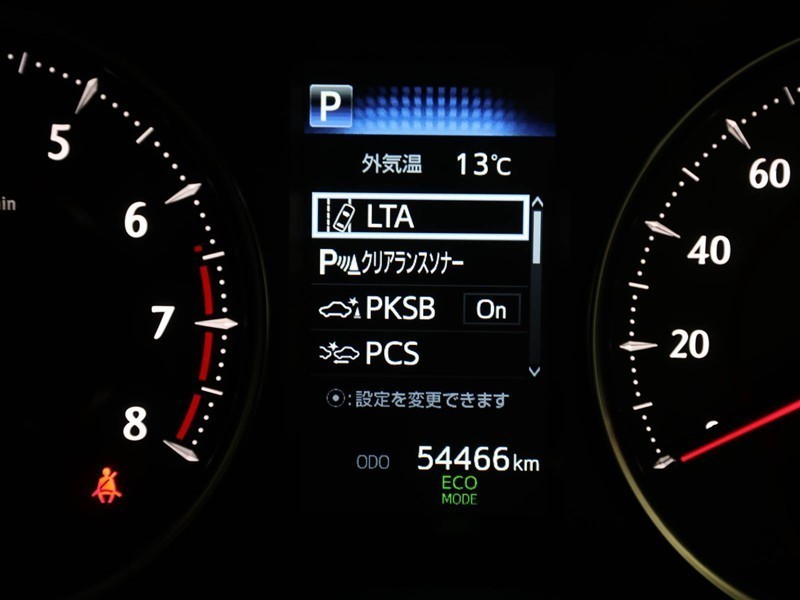 5
6
7
8
in
P
外気温 13℃
LTA
P クリアランスソナー
PKSB On
PCS
:設定を変更できます
ODO 54466km
ECO
MODE
60
40
20